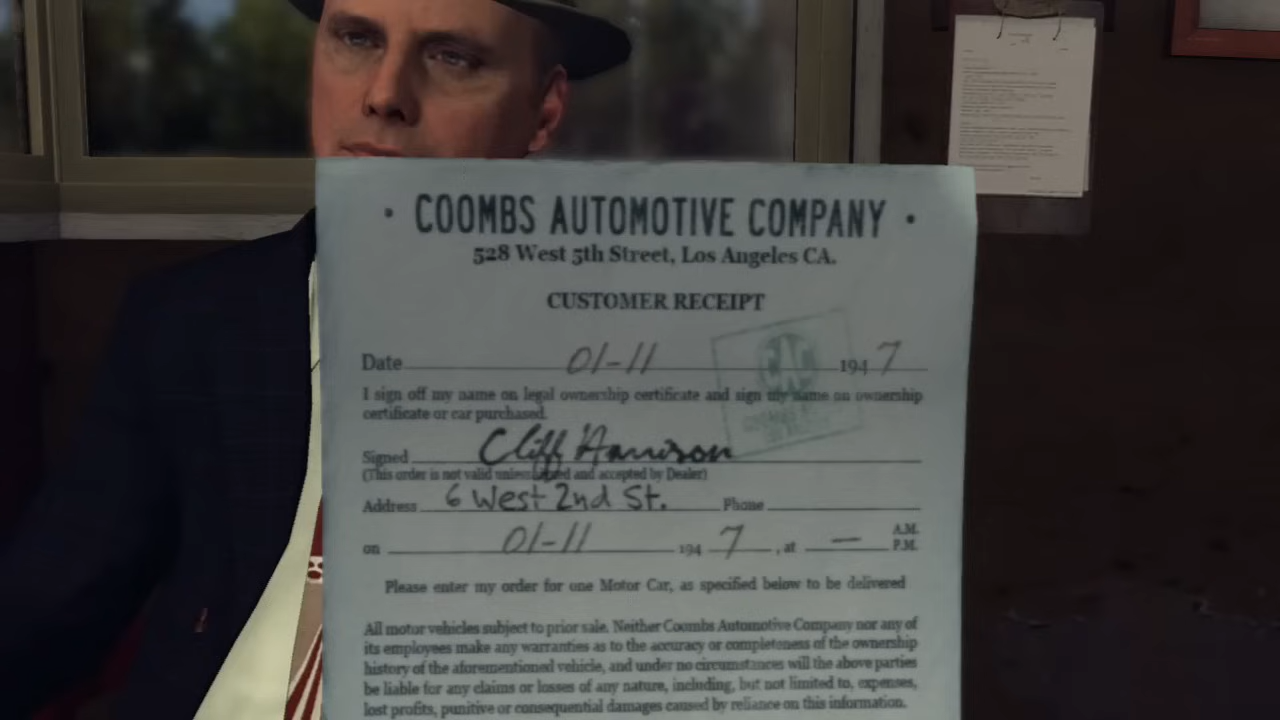 • COOMBS AUTOMOTIVE COMPANY •
528 West 5th Street, Los Angeles CA.
CUSTOMER RECEIPT
CAC
Date 01-11 1947
I sign off my name on legal ownership certificate and sign my name on ownership
certificate or car purchased.
Signed Cliff Harrison
(This order is not valid unless and accepted by Dealer)
Address 6 West 2nd St. Phone
on 01-11 1947, at — A.M.
P.M.
Please enter my order for one Motor Car, as specified below to be delivered
All motor vehicles subject to prior sale. Neither Coombs Automotive Company nor any of
its employees make any warranties as to the accuracy or completeness of the ownership
history of the aforementioned vehicle, and under no circumstances will the above parties
be liable for any claims or losses of any nature, including, but not limited to, expenses,
lost profits, punitive or consequential damages caused by reliance on this information.